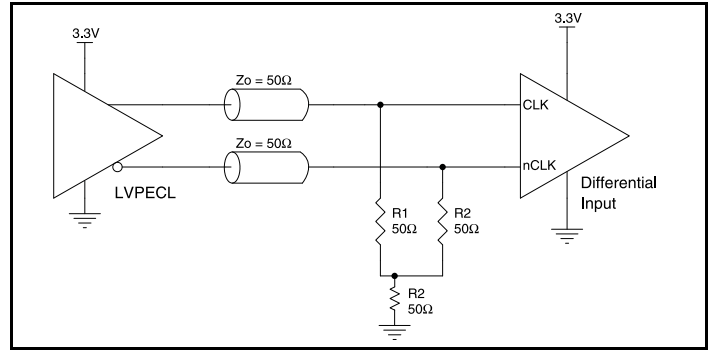 3.3V
3.3V
Zo = 50Ω
CLK
Zo = 50Ω
nCLK
LVPECL
Differential
Input
R1
50Ω
R2
50Ω
R2
50Ω